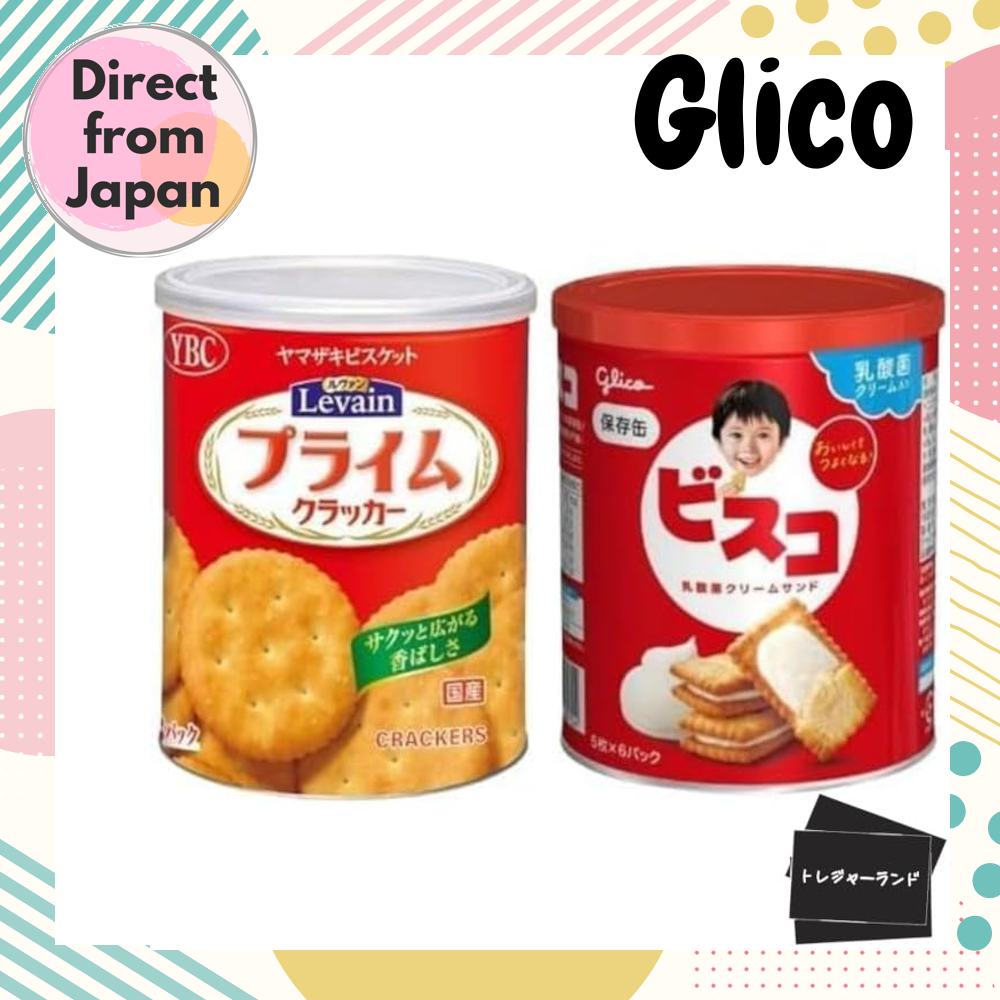 Direct
from
Japan
Glico
YBC
ヤマザキビスケット
ルヴァン
Levain
プライム
クラッカー
サクッと広がる
香ばしさ
国産
パック
CRACKERS
Glico
保存缶
乳酸菌
クリーム入り
おいしくて
つよくなる!
ビスコ
乳酸菌クリームサンド
5枚×6パック
トレジャーランド